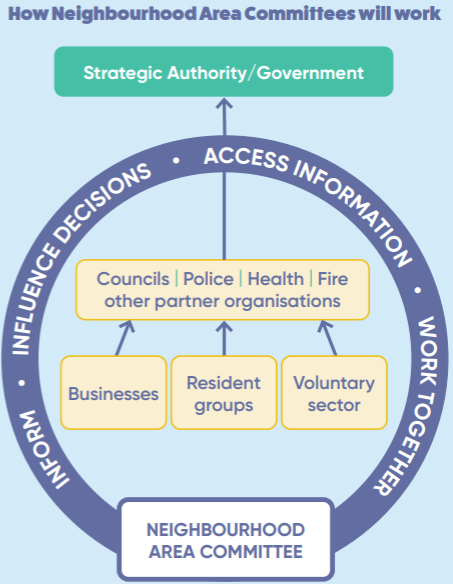 How Neighbourhood Area Committees will work
Strategic Authority/Government
INFORM • INFLUENCE DECISIONS • ACCESS INFORMATION • WORK TOGETHER
Councils | Police | Health | Fire
other partner organisations
Businesses
Resident
groups
Voluntary
sector
NEIGHBOURHOOD
AREA COMMITTEE